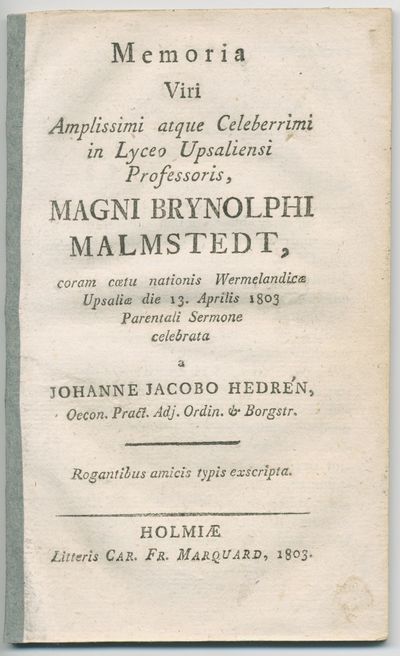 Memoria
Viri
Amplissimi atque Celeberrimi
in Lyceo Upsaliensi
Professoris,
MAGNI BRYNOLPHI
MALMSTEDT,
coram cœtu nationis Wermelandicæ
Upsaliæ die 13. Aprilis 1803
Parentali Sermone
celebrata
a
JOHANNE JACOBO HEDRÉN,
Oecon. Pract. Adj. Ordin. & Borgstr.
Rogantibus amicis typis exscripta.
HOLMIÆ
Litteris CAR. FR. MARQUARD, 1803.